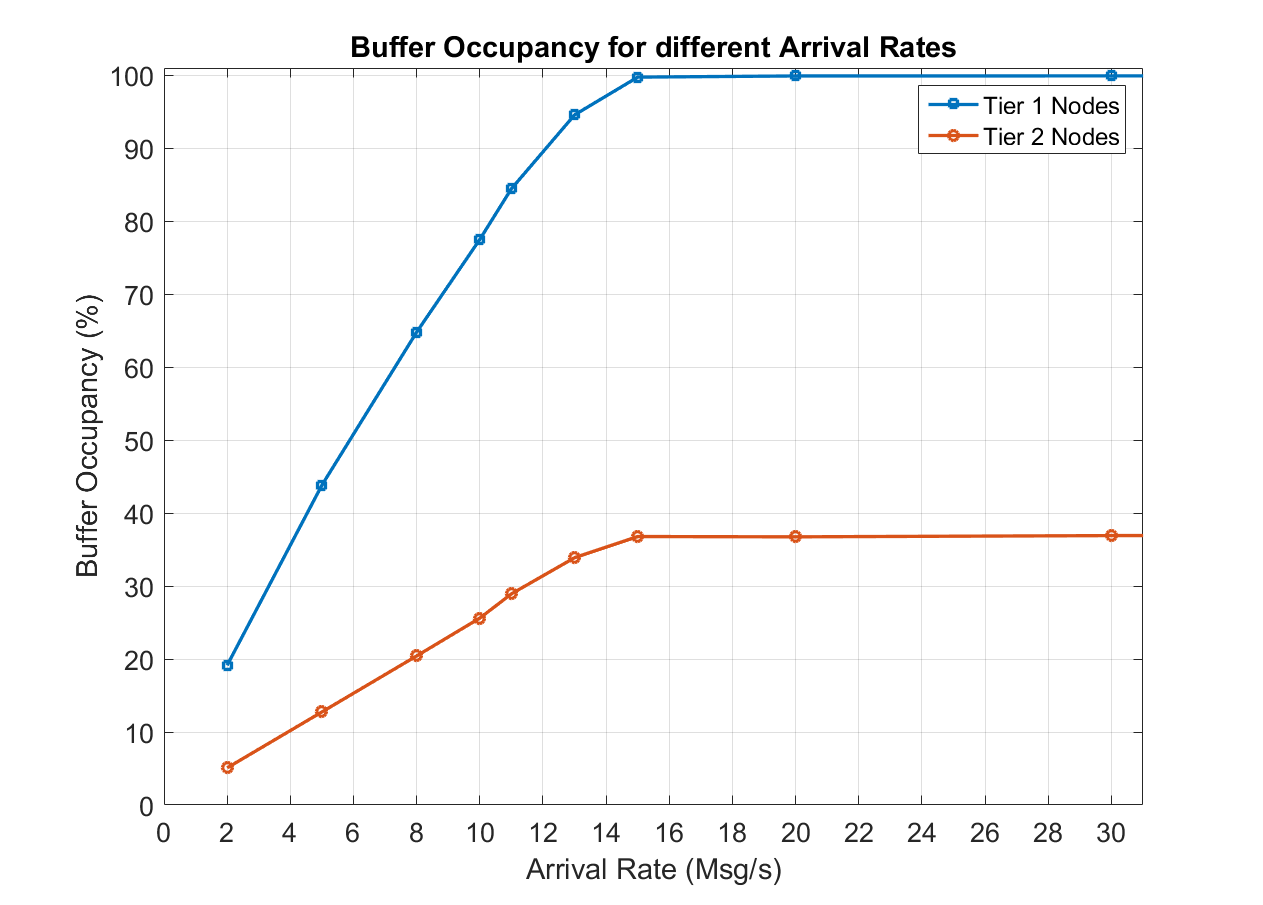 Buffer Occupancy for different Arrival Rates
100
90
80
70
60
50
40
30
20
10
0
Buffer Occupancy (%)
Tier 1 Nodes
Tier 2 Nodes
0 2 4 6 8 10 12 14 16 18 20 22 24 26 28 30
Arrival Rate (Msg/s)